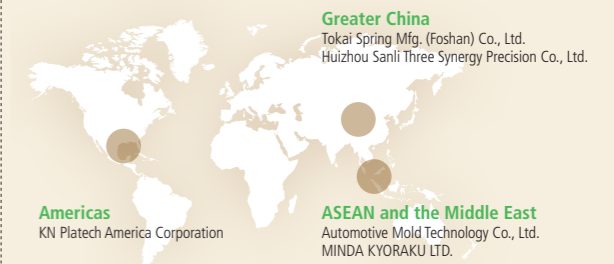 Greater China
Tokai Spring Mfg. (Foshan) Co., Ltd.
Huizhou Sanli Three Synergy Precision Co., Ltd.
Americas
KN Platech America Corporation
ASEAN and the Middle East
Automotive Mold Technology Co., Ltd.
MINDA KYORAKU LTD.